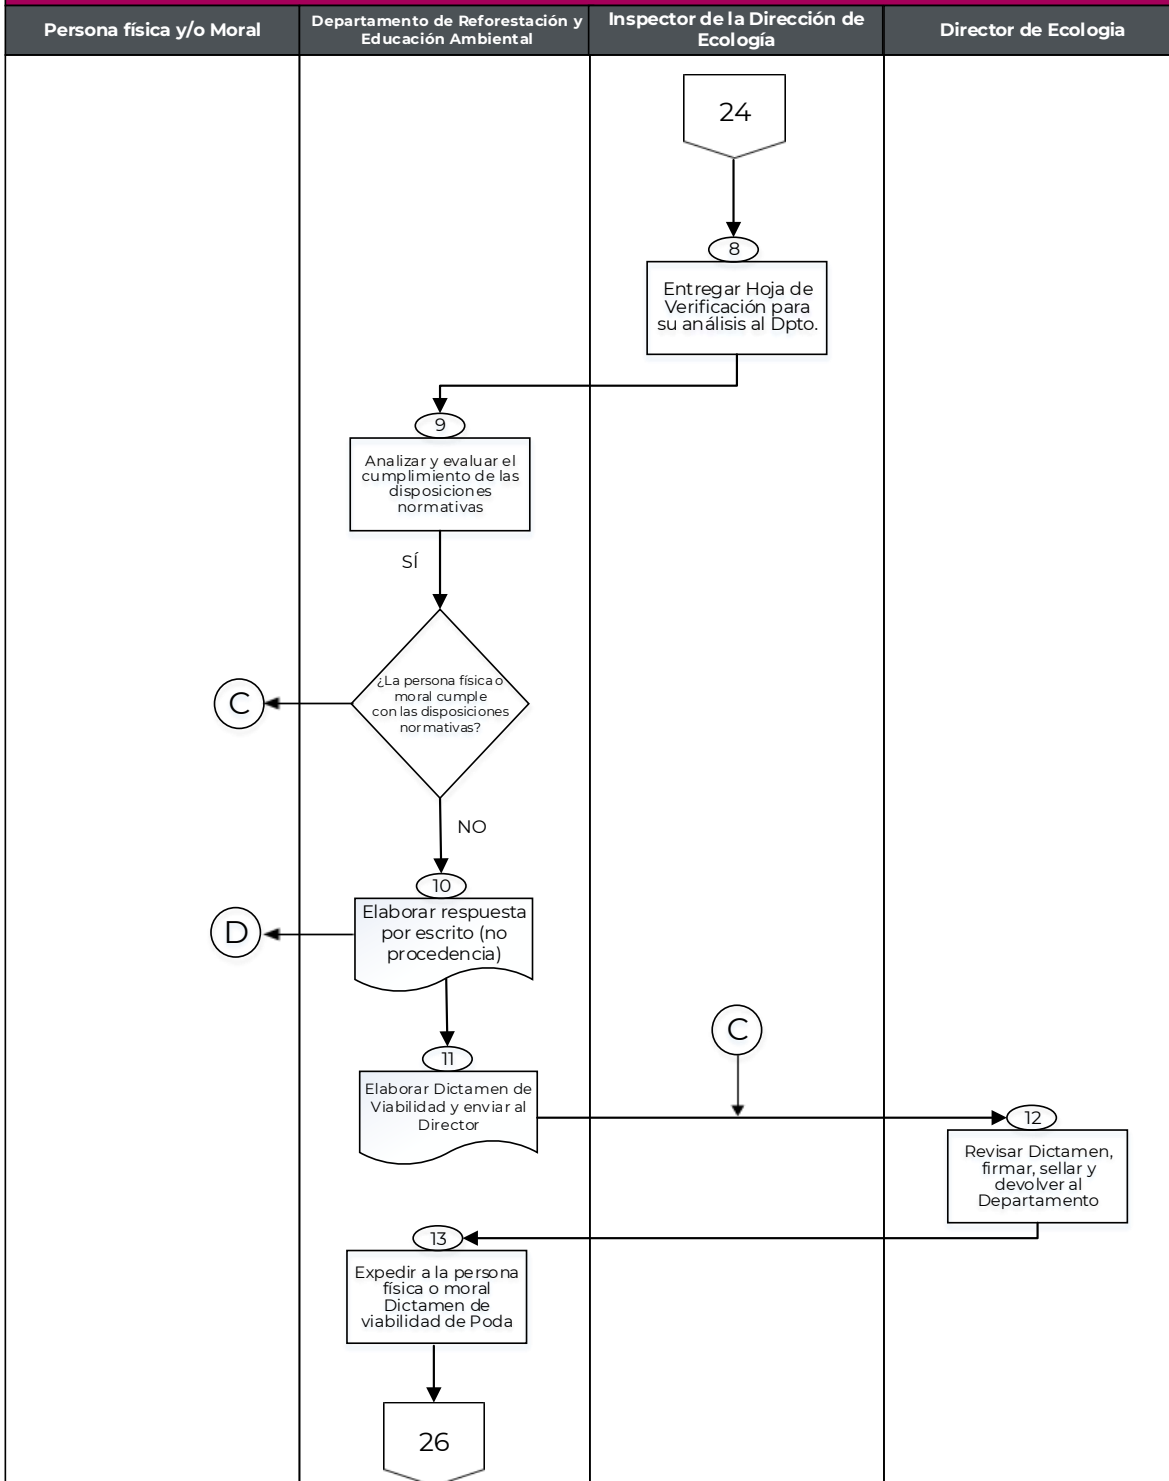 Persona física y/o Moral
Departamento de Reforestación y
Educación Ambiental
Inspector de la Dirección de
Ecología
Director de Ecologia
24
8
Entregar Hoja de
Verificación para
su análisis al Dpto.
9
Analizar y evaluar el
cumplimiento de las
disposiciones
normativas
SÍ
¿La persona física o
moral cumple
con las disposiciones
normativas?
C
NO
10
Elaborar respuesta
por escrito (no
procedencia)
D
C
11
Elaborar Dictamen de
Viabilidad y enviar al
Director
12
Revisar Dictamen,
firmar, sellar y
devolver al
Departamento
13
Expedir a la persona
física o moral
Dictamen de
viabilidad de Poda
26